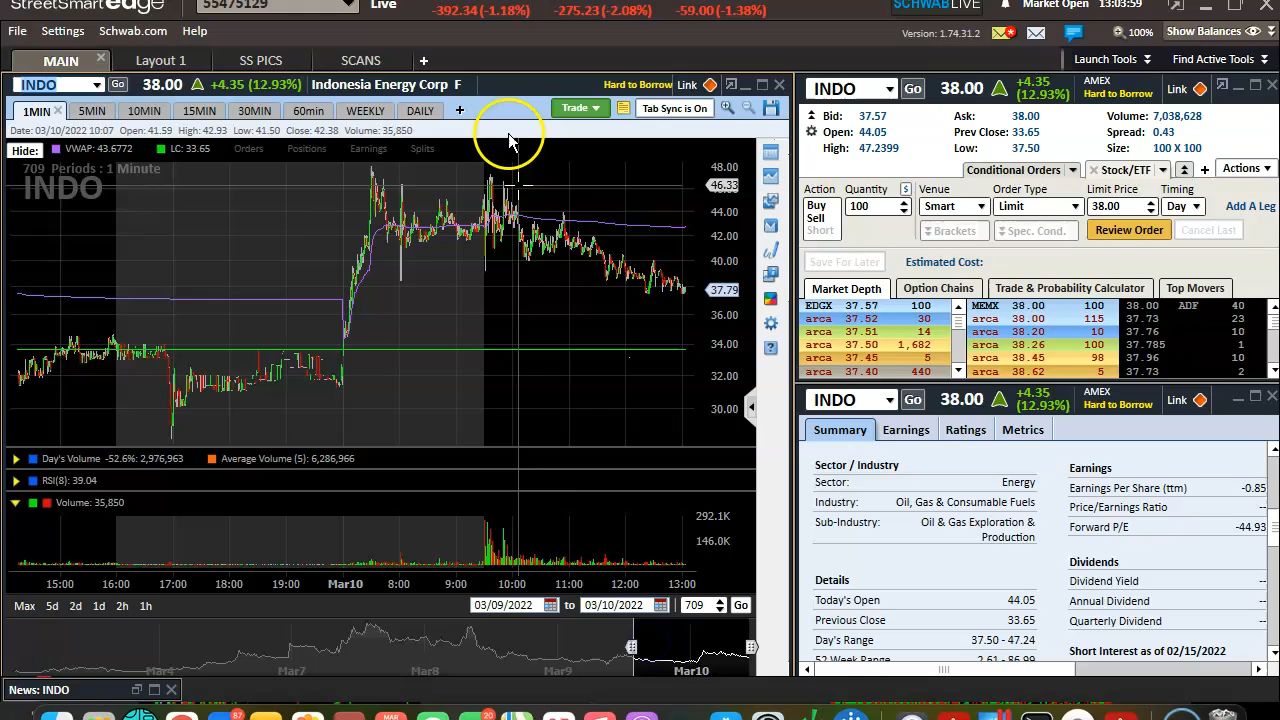 StreetSmart edge
55475129
Live
-392.34 (-1.18%)
-275.23 (-2.08%)
-59.00 (-1.38%)
SCHWABLIVE
Market Open
13:03:59
File
Settings
Schwab.com
Help
Version: 1.74.31.2
100%
Show Balances
MAIN
Layout 1
SS PICS
SCANS
+
Launch Tools
Find Active Tools
INDO
Go
38.00
+4.35 (12.93%)
Indonesia Energy Corp F
Hard to Borrow
Link
1MIN
5MIN
10MIN
15MIN
30MIN
60min
WEEKLY
DAILY
+
Trade
Tab Sync is On
Date: 03/10/2022 10:07 Open: 41.59 High: 42.93 Low: 41.50 Close: 42.38 Volume: 35,850
Hide:
VWAP: 43.6772
LC: 33.65
Orders
Positions
Earnings
Splits
709 Periods : 1 Minute
INDO
48.00
46.33
44.00
42.00
40.00
37.79
36.00
34.00
32.00
30.00
Day's Volume -52.6%: 2,976,963
Average Volume (5): 6,286,966
RSI(8): 39.04
Volume: 35,850
292.1K
146.0K
15:00
16:00
17:00
18:00
19:00
Mar10
8:00
9:00
10:00
11:00
12:00
13:00
Max
5d
2d
1d
2h
1h
03/09/2022
to
03/10/2022
709
Go
Mar4
Mar7
Mar8
Mar9
Mar10
News: INDO
INDO
Go
38.00
+4.35
(12.93%)
AMEX
Hard to Borrow
Link
Bid: 37.57
Ask: 38.00
Volume: 7,038,628
Open: 44.05
Prev Close: 33.65
Spread: 0.43
High: 47.2399
Low: 37.50
Size: 100 X 100
Conditional Orders
Stock/ETF
+
Actions
Action
Quantity
$
Venue
Order Type
Limit Price
Timing
Buy
Sell
Short
100
Smart
Limit
38.00
Day
Add a Leg
Brackets
Spec. Cond.
Review Order
Cancel Last
Save For Later
Estimated Cost:
Market Depth
Option Chains
Trade & Probability Calculator
Top Movers
EDGX 37.57 100 MEMX 38.00 100 38.00 ADF 40
arca 37.52 30 arca 38.00 115 37.73 23
arca 37.51 14 arca 38.20 10 37.76 10
arca 37.50 1,682 arca 38.26 100 37.785 1
arca 37.45 5 arca 38.45 98 37.96 10
arca 37.40 440 arca 38.62 5 37.73 2
INDO
Go
38.00
+4.35
(12.93%)
AMEX
Hard to Borrow
Link
Summary
Earnings
Ratings
Metrics
Sector / Industry
Sector: Energy
Industry: Oil, Gas & Consumable Fuels
Sub-Industry: Oil & Gas Exploration &
Production
Details
Today's Open 44.05
Previous Close 33.65
Day's Range 37.50 - 47.24
52 Week Range 2.61 - 86.99
Earnings
Earnings Per Share (ttm) -0.85
Price/Earnings Ratio --
Forward P/E -44.93
Dividends
Dividend Yield --
Annual Dividend --
Quarterly Dividend --
Short Interest as of 02/15/2022
87
MAR
20